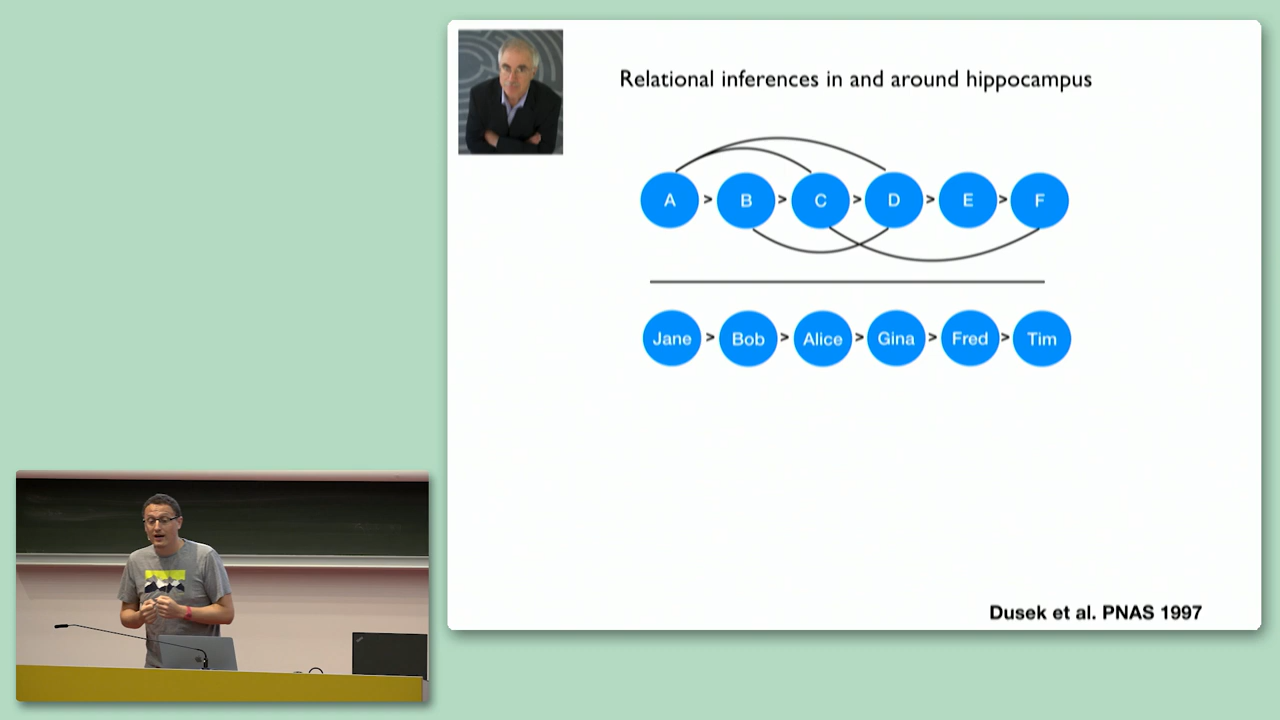 Relational inferences in and around hippocampus
A > B > C > D > E > F
Jane > Bob > Alice > Gina > Fred > Tim
Dusek et al. PNAS 1997